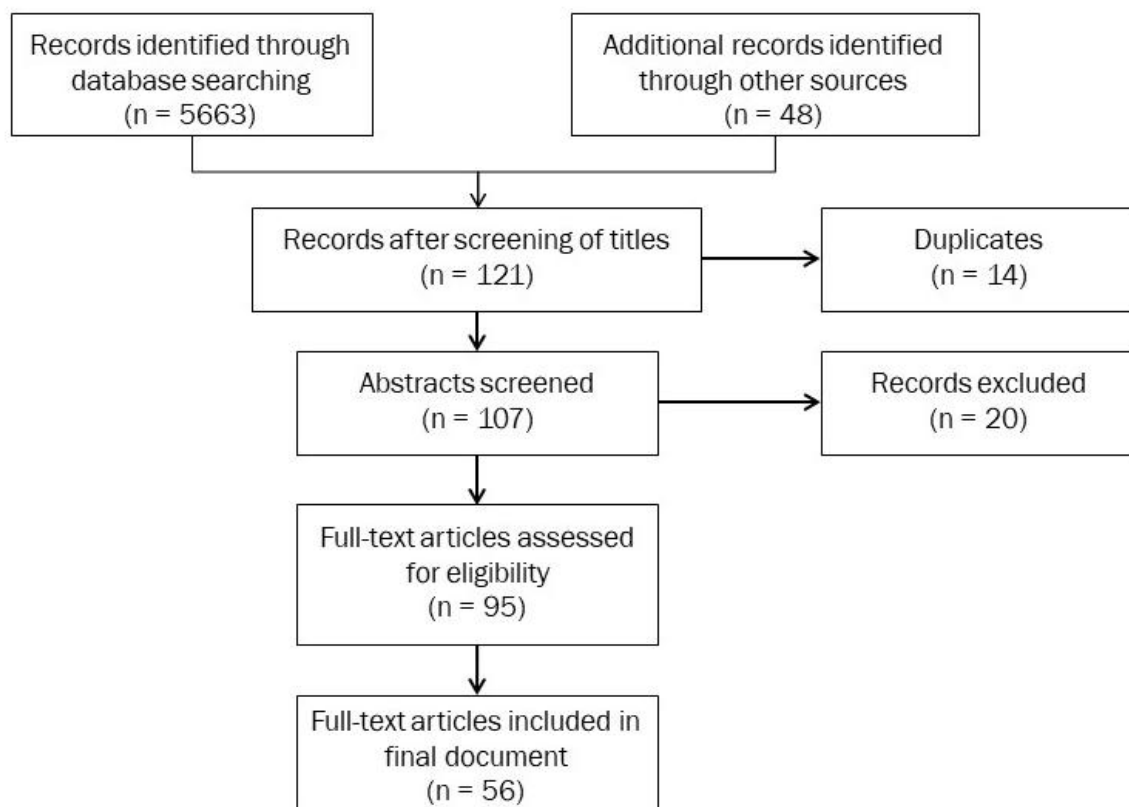 Records identified through
database searching
(n = 5663)
Additional records identified
through other sources
(n = 48)
Records after screening of titles
(n = 121)
Duplicates
(n = 14)
Abstracts screened
(n = 107)
Records excluded
(n = 20)
Full-text articles assessed
for eligibility
(n = 95)
Full-text articles included in
final document
(n = 56)